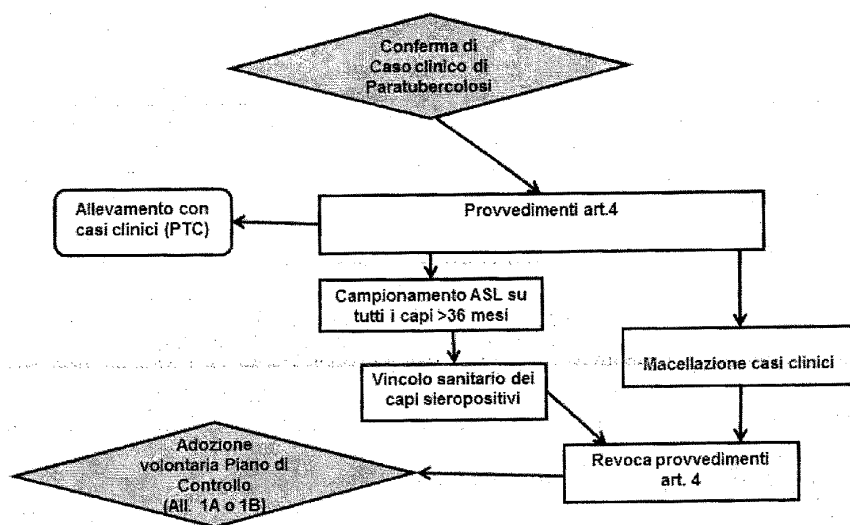 Conferma di
Caso clinico di
Paratubercolosi
Allevamento con
casi clinici (PTC)
Provvedimenti art.4
Campionamento ASL su
tutti i capi >36 mesi
Macellazione casi clinici
Vincolo sanitario dei
capi sieropositivi
Adozione
volontaria Piano di
Controllo
(All. 1A o 1B)
Revoca provvedimenti
art. 4